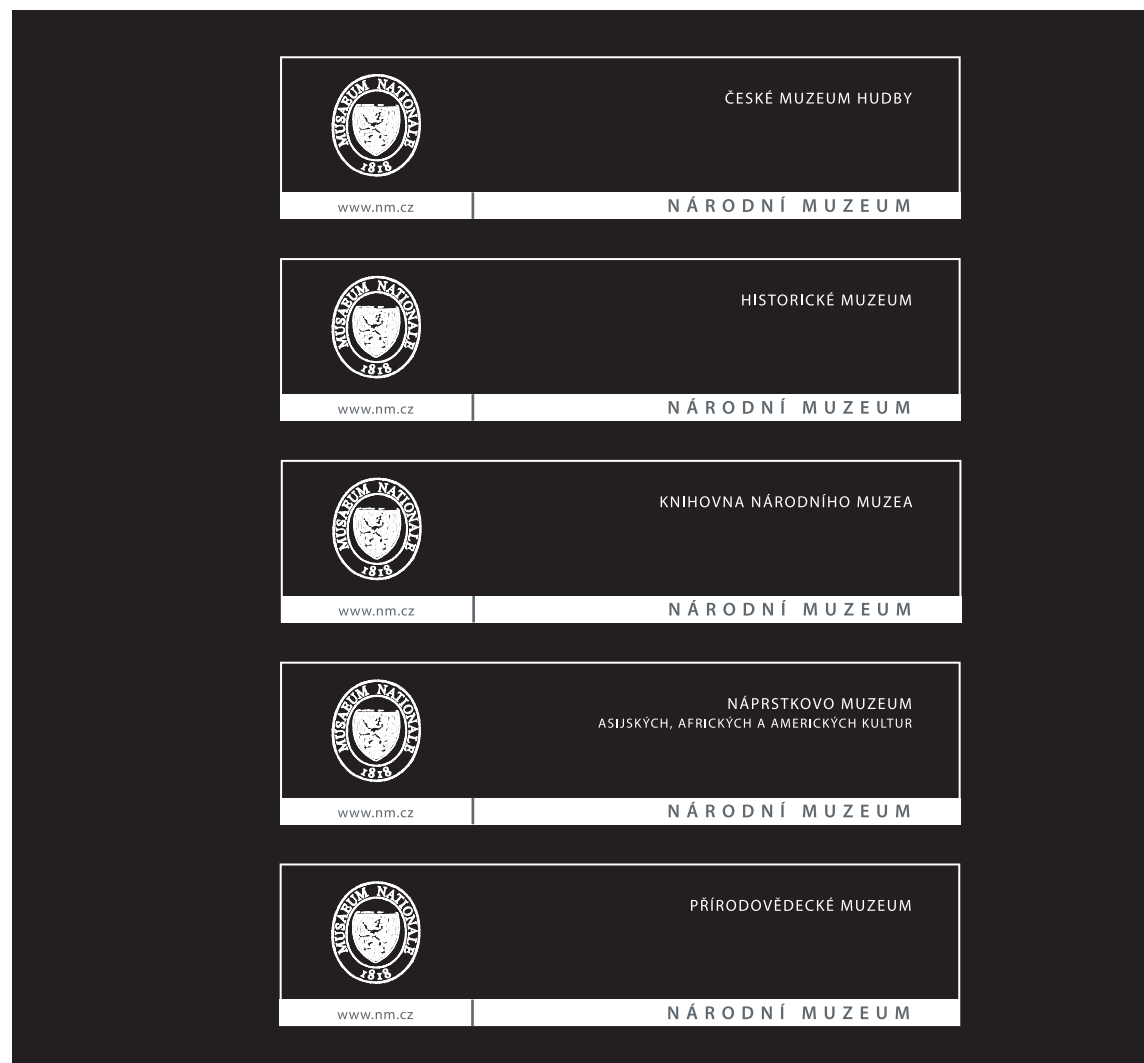 MUSAEUM NATIONALE
1818
ČESKÉ MUZEUM HUDBY
www.nm.cz
NÁRODNÍ MUZEUM
MUSAEUM NATIONALE
1818
HISTORICKÉ MUZEUM
www.nm.cz
NÁRODNÍ MUZEUM
MUSAEUM NATIONALE
1818
KNIHOVNA NÁRODNÍHO MUZEA
www.nm.cz
NÁRODNÍ MUZEUM
MUSAEUM NATIONALE
1818
NÁPRSTKOVO MUZEUM
ASIJSKÝCH, AFRICKÝCH A AMERICKÝCH KULTUR
www.nm.cz
NÁRODNÍ MUZEUM
MUSAEUM NATIONALE
1818
PŘÍRODOVĚDECKÉ MUZEUM
www.nm.cz
NÁRODNÍ MUZEUM